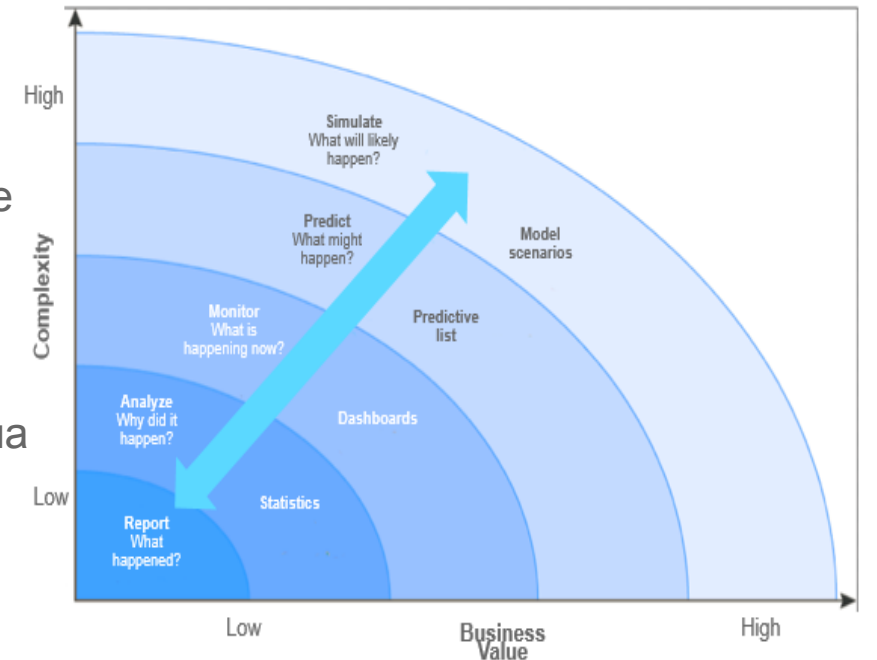 High
Simulate
What will likely
happen?
e
Predict
What might
happen?
Model
scenarios
Complexity
Monitor
What is
happening now?
Predictive
list
Analyze
Why did it
happen?
Dashboards
ua
Low
Statistics
Report
What
happened?
Low
Business
Value
High